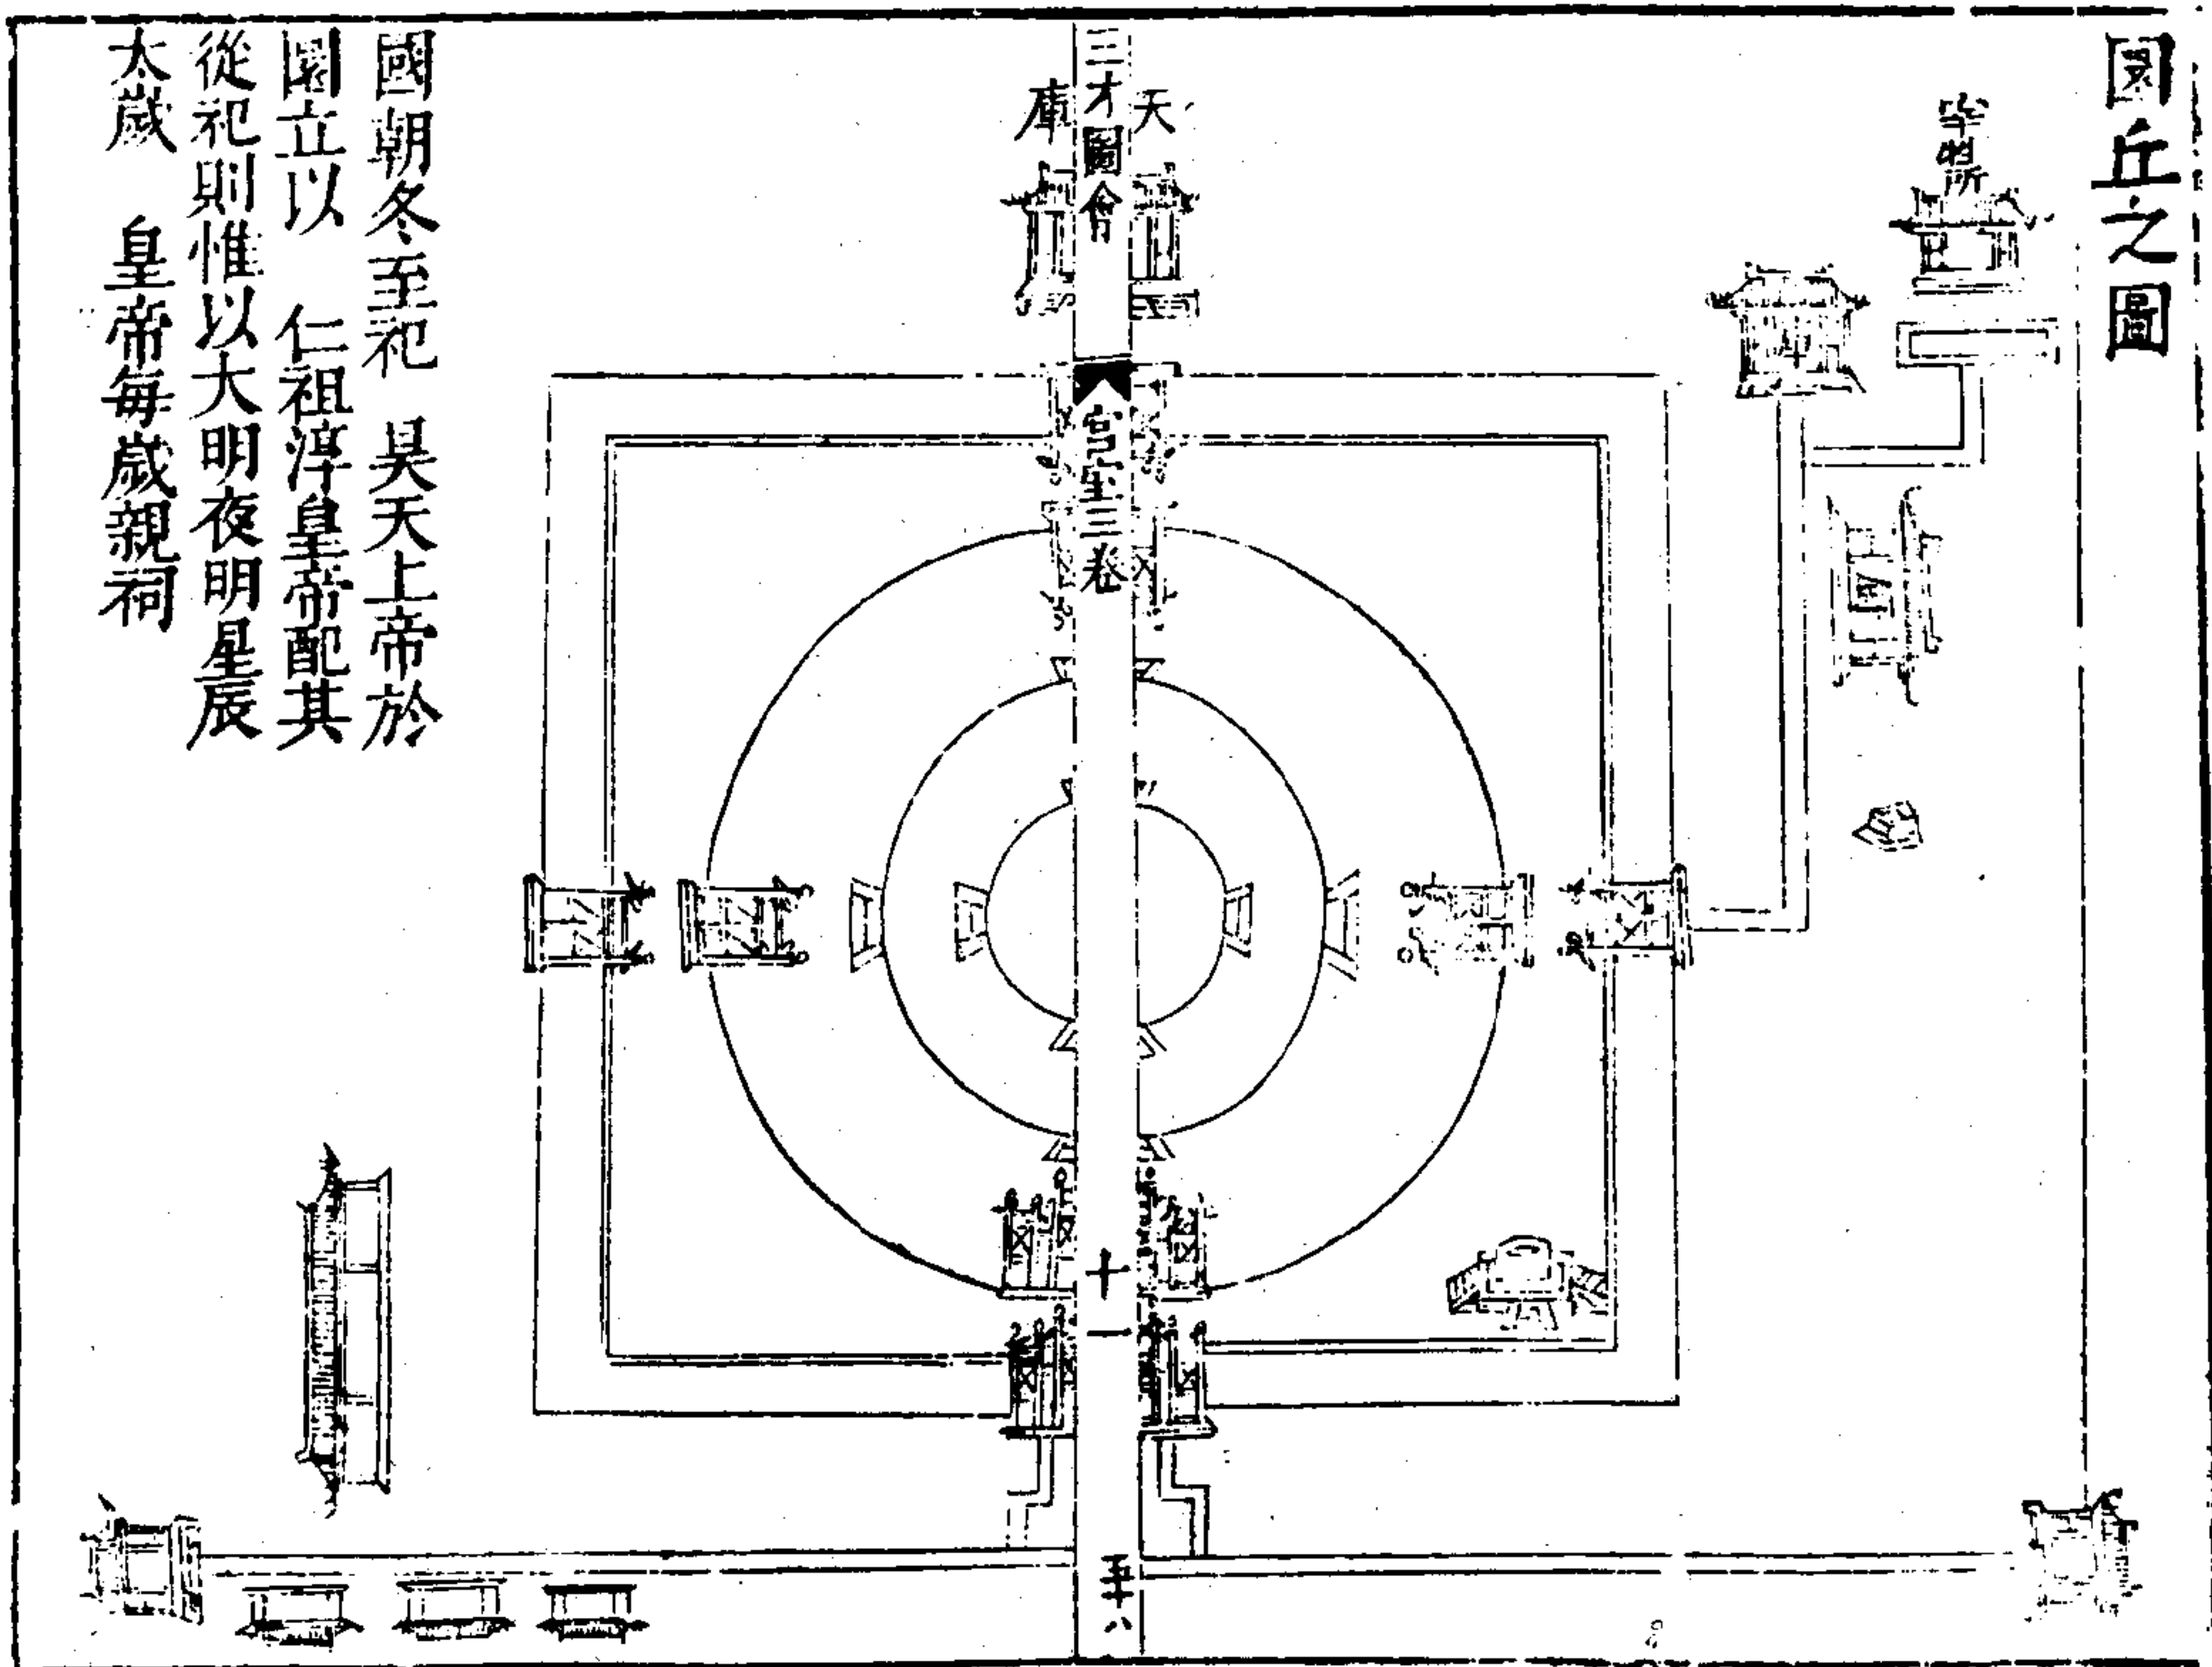 圜丘之圖
宰牲所
天庫
三才圖會
宮室三卷
十一
國朝冬至祀　昊天上帝於
圜丘以　仁祖淳皇帝配其
從祀則惟以大明夜明星辰
太歲　皇帝每歲親祠